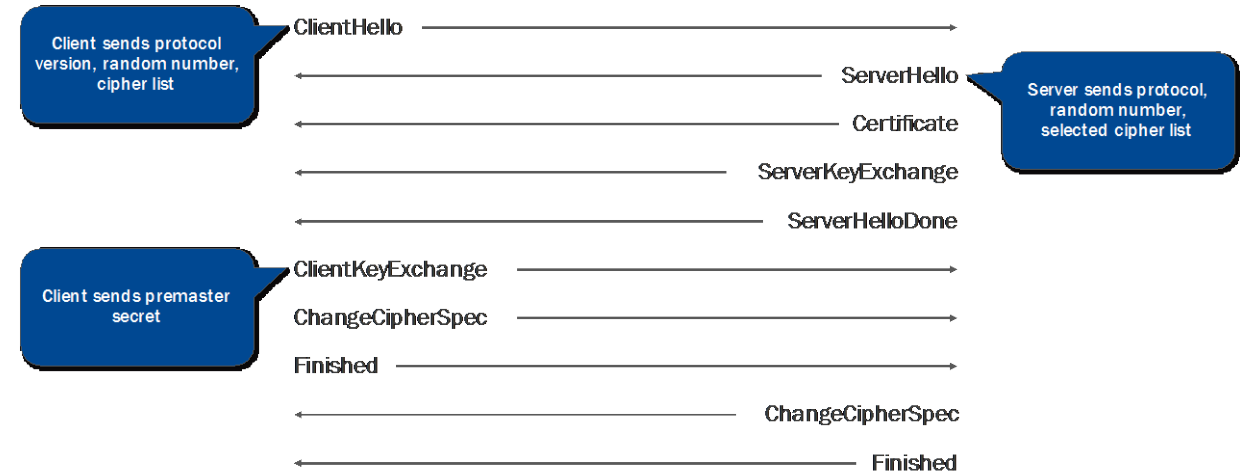 Client sends protocol
version, random number,
cipher list
ClientHello
ServerHello
Server sends protocol,
random number,
selected cipher list
Certificate
ServerKeyExchange
ServerHelloDone
Client sends premaster
secret
ClientKeyExchange
ChangeCipherSpec
Finished
ChangeCipherSpec
Finished